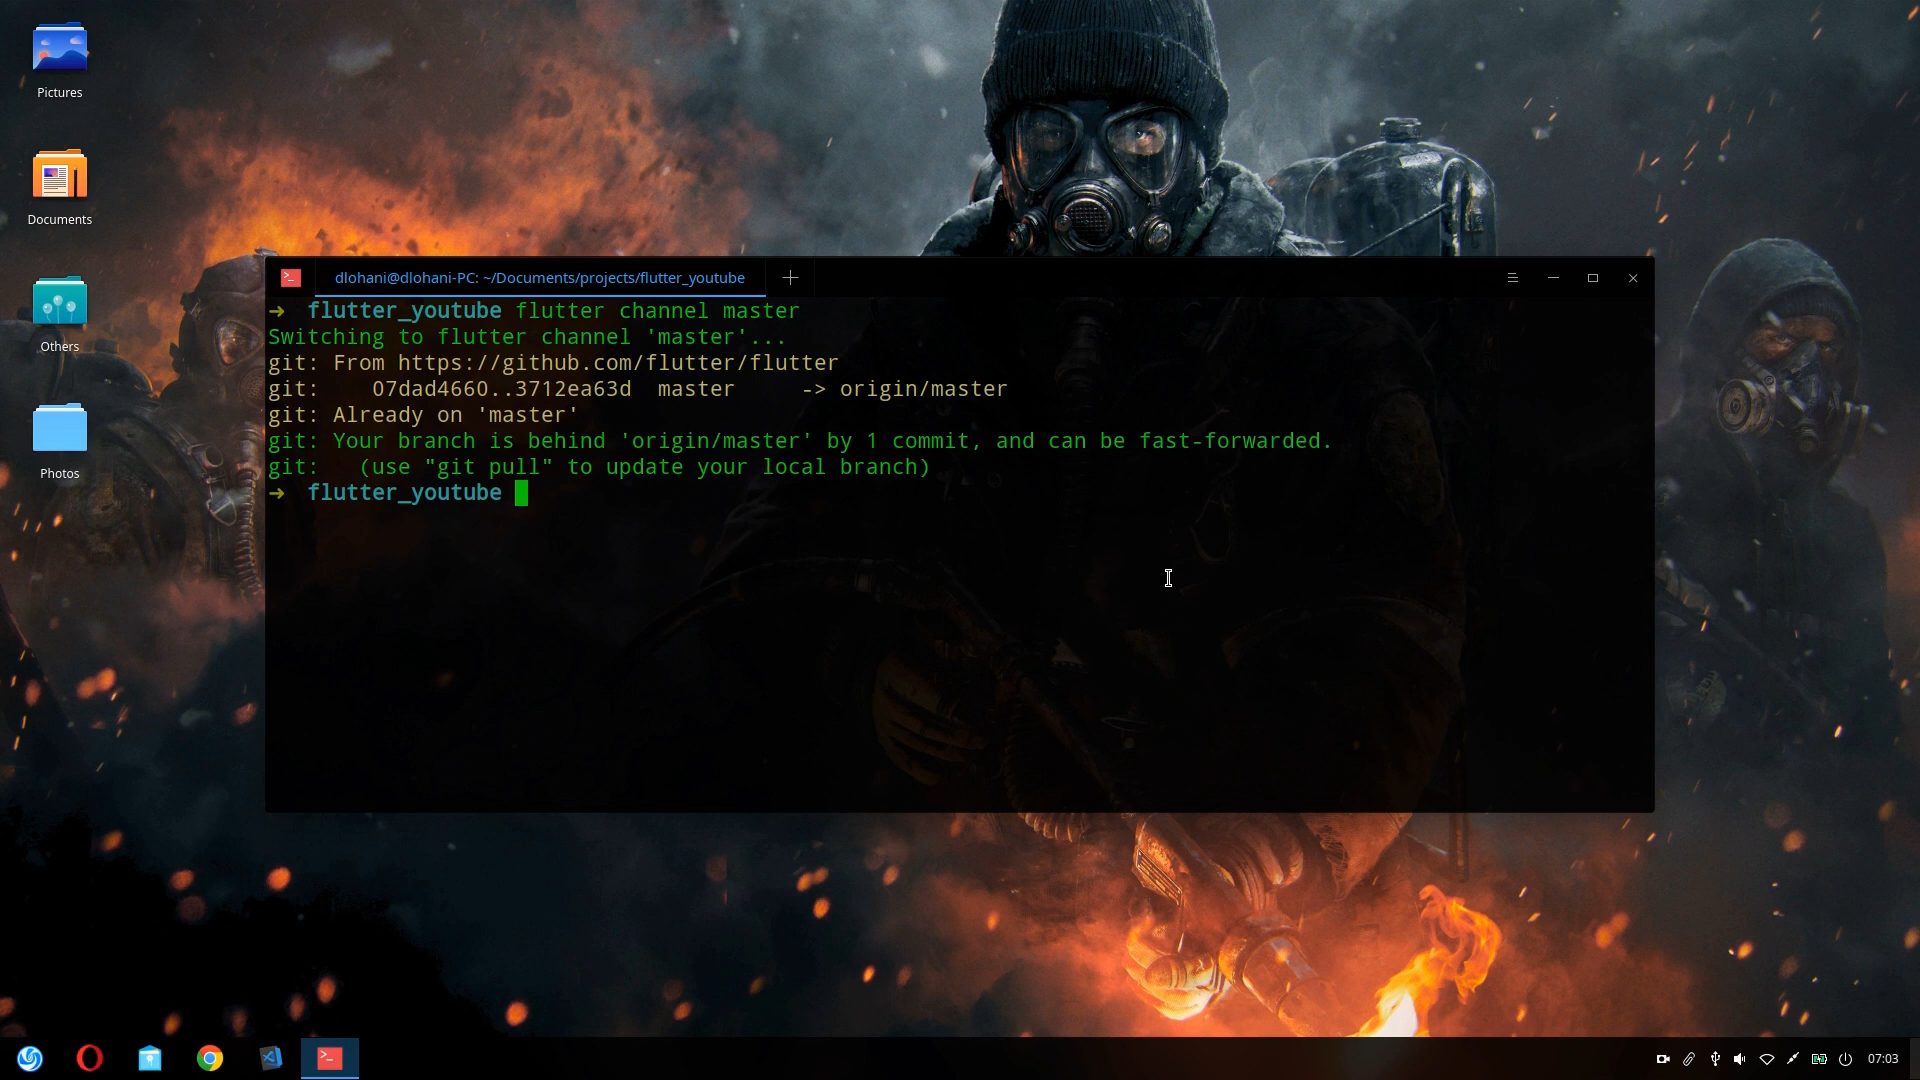 Pictures
Documents
Others
Photos
dlohani@dlohani-PC: ~/Documents/projects/flutter_youtube
➜  flutter_youtube flutter channel master
Switching to flutter channel 'master'...
git: From https://github.com/flutter/flutter
git:    07dad4660..3712ea63d  master     -> origin/master
git: Already on 'master'
git: Your branch is behind 'origin/master' by 1 commit, and can be fast-forwarded.
git:   (use "git pull" to update your local branch)
➜  flutter_youtube
07:03